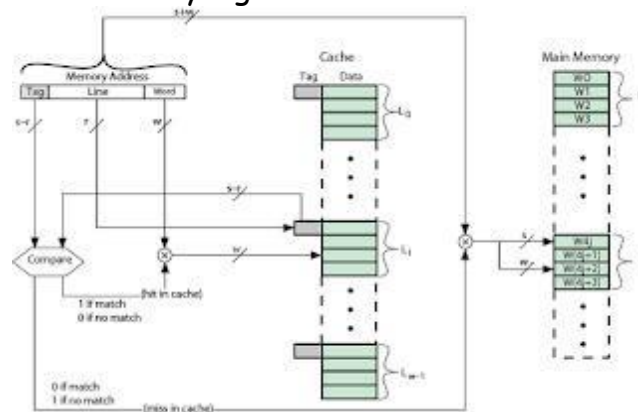 s+w
Cache
Main Memory
Memory Address
Tag Data
Tag Line Word
W0
W1
W2
W3
s–r
r
w
L0
s–r
Compare
w
Li
s
w
W4j
W(4j+1)
W(4j+2)
W(4j+3)
(hit in cache)
1 if match
0 if no match
Lm–1
0 if match
1 if no match
(miss in cache)